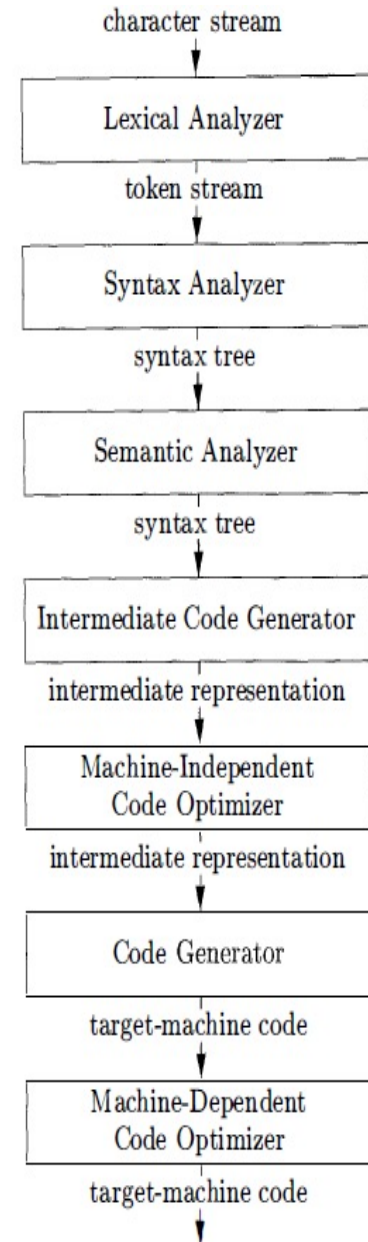 character stream
Lexical Analyzer
token stream
Syntax Analyzer
syntax tree
Semantic Analyzer
syntax tree
Intermediate Code Generator
intermediate representation
Machine-Independent
Code Optimizer
intermediate representation
Code Generator
target-machine code
Machine-Dependent
Code Optimizer
target-machine code